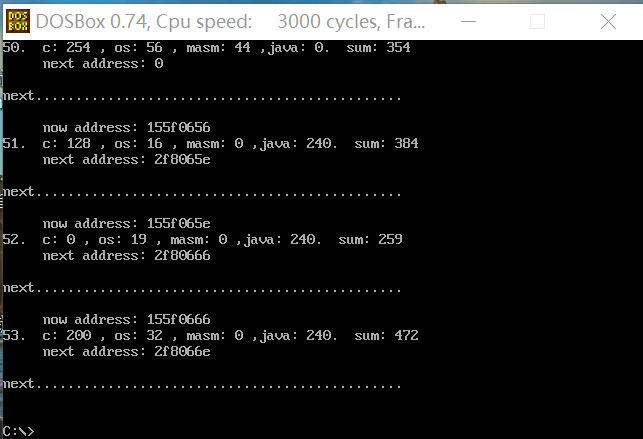 DOS
BOX
DOSBox 0.74, Cpu speed: 3000 cycles, Fra...
50. c: 254 , os: 56 , masm: 44 ,java: 0. sum: 354
next address: 0
next..............................................
now address: 155f0656
51. c: 128 , os: 16 , masm: 0 ,java: 240. sum: 384
next address: 2f8065e
next..............................................
now address: 155f065e
52. c: 0 , os: 19 , masm: 0 ,java: 240. sum: 259
next address: 2f80666
next..............................................
now address: 155f0666
53. c: 200 , os: 32 , masm: 0 ,java: 240. sum: 472
next address: 2f8066e
next..............................................
C:\>